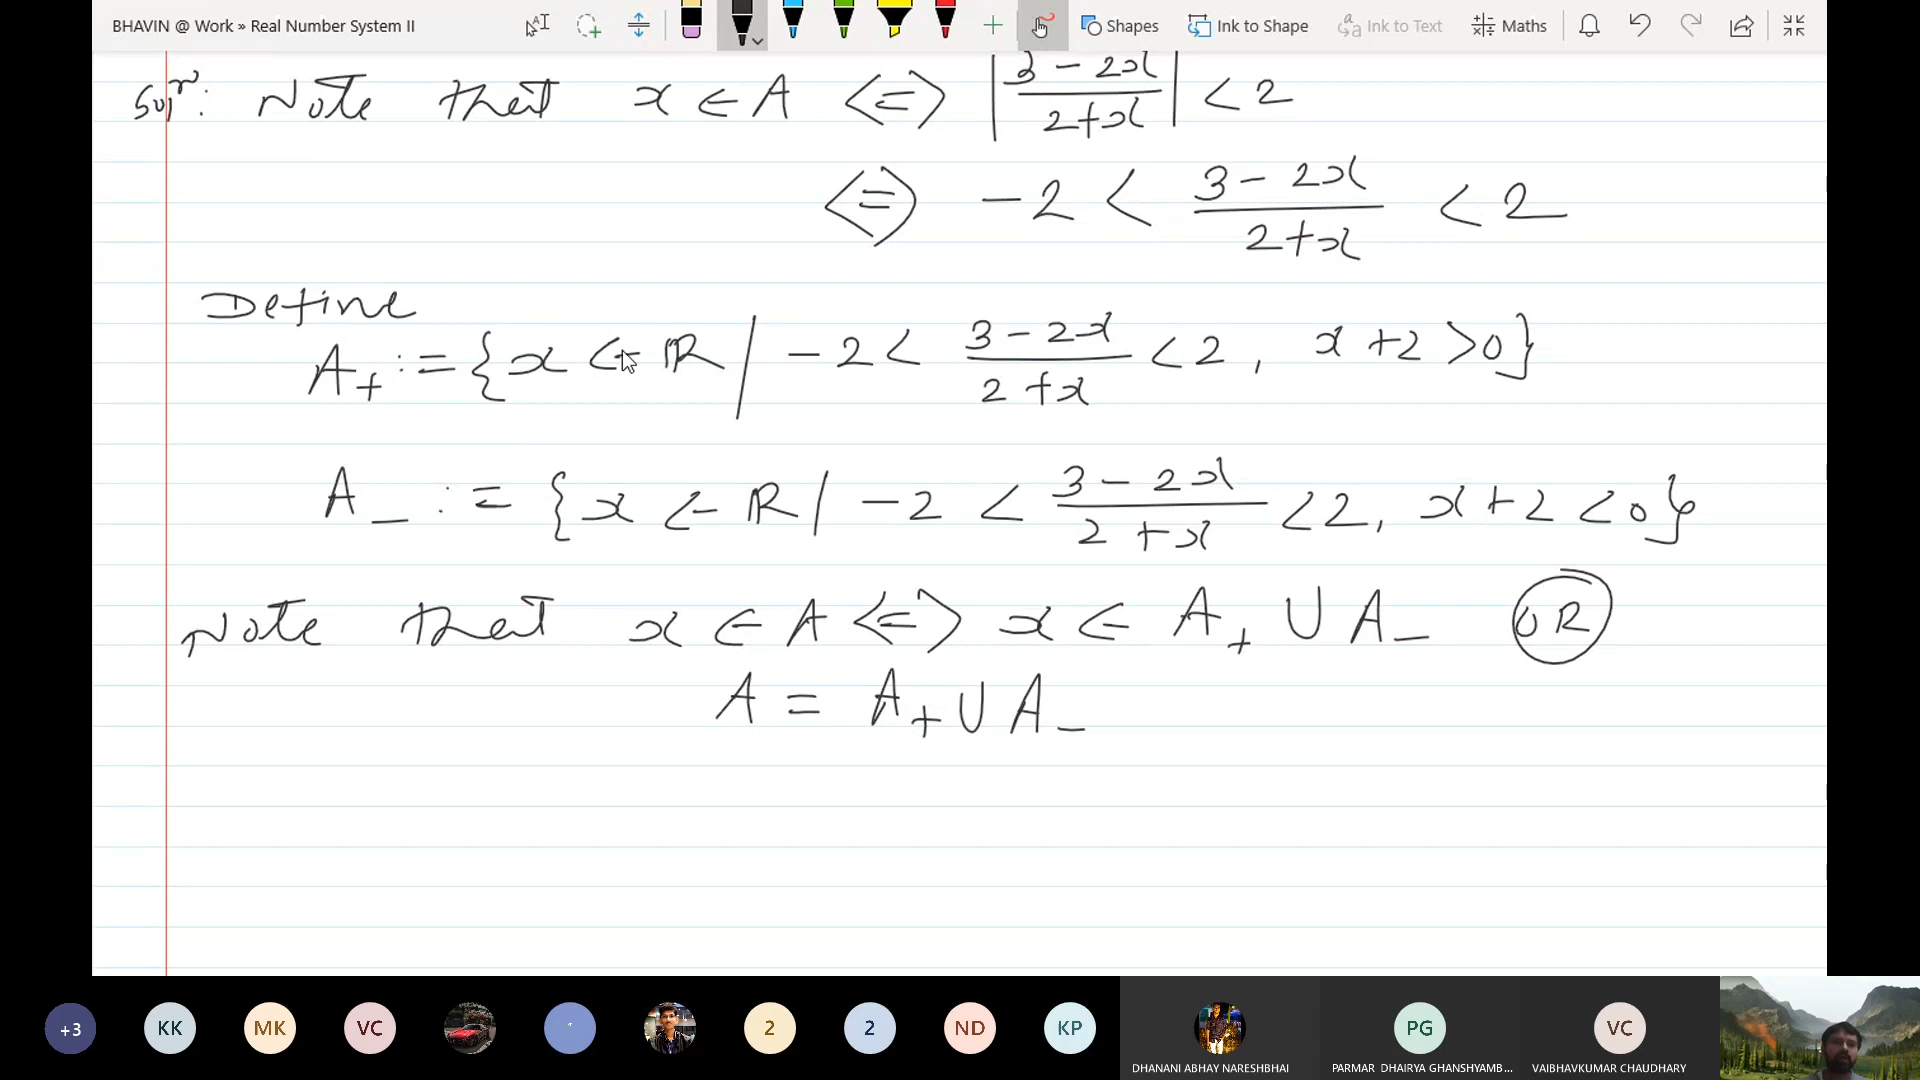 BHAVIN @ Work » Real Number System II Shapes Ink to Shape Ink to Text Maths
Solⁿ: Note that x ∈ A <=> |(3 - 2x)/(2+x)| < 2
<=> -2 < (3 - 2x)/(2+x) < 2
Define
A₊ := {x ∈ ℝ | -2 < (3 - 2x)/(2+x) < 2, x+2 > 0}
A₋ := {x ∈ ℝ | -2 < (3 - 2x)/(2+x) < 2, x+2 < 0}
Note that x ∈ A <=> x ∈ A₊ ∪ A₋ OR
A = A₊ ∪ A₋
+3 KK MK VC 2 2 ND KP PG VC
DHANANI ABHAY NARESHBHAI PARMAR DHAIRYA GHANSHYAMB... VAIBHAVKUMAR CHAUDHARY